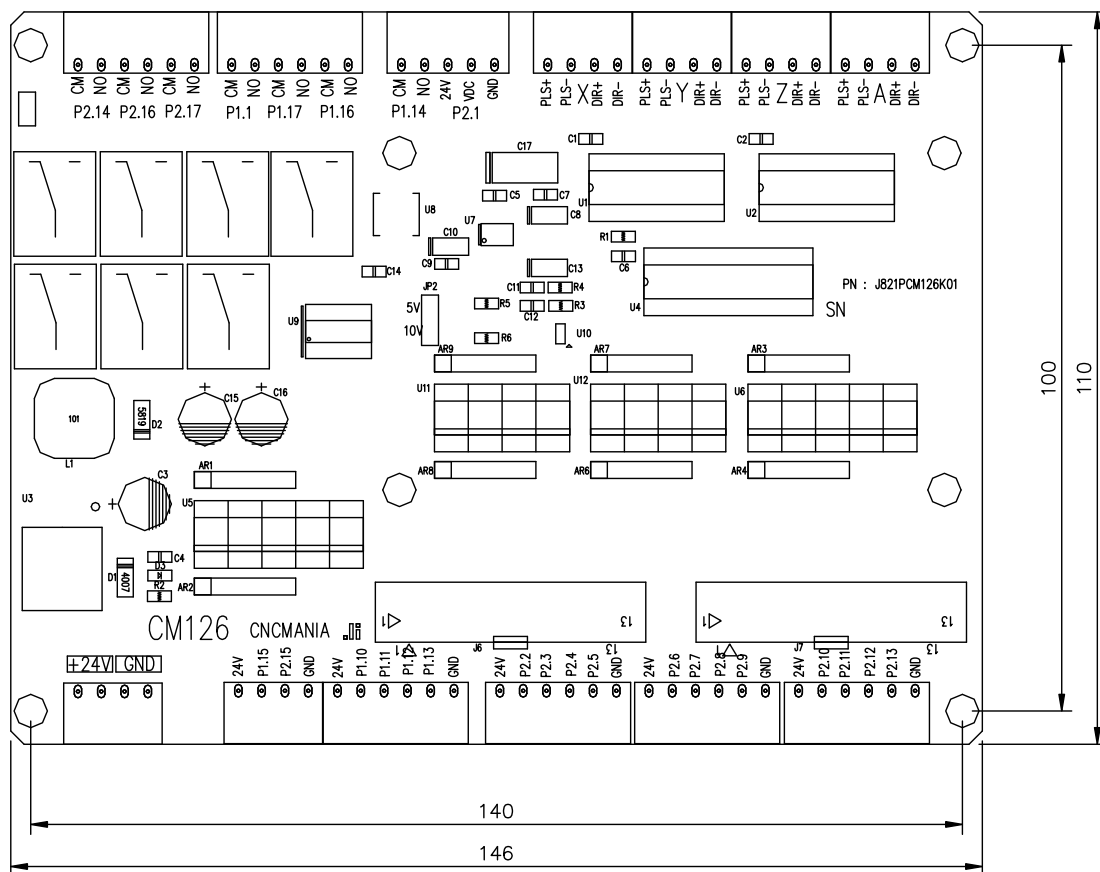 CM NO CM NO CM NO
P2.14 P2.16 P2.17
CM NO CM NO CM NO
P1.1 P1.17 P1.16
CM NO 24V VDC GND
P1.14 P2.1
PLS+ PLS- X DIR+ DIR-
PLS+ PLS- Y DIR+ DIR-
PLS+ PLS- Z DIR+ DIR-
PLS+ PLS- A DIR+ DIR-
C1
C2
C17
C5
C7
U1
U2
U8
U7
C8
C10
R1
C9
C6
C13
C14
JP2
C11
R4
PN : J821PCM126K01
5V
R5
R3
C12
U4
SN
U9
10V
R6
U10
AR9
AR7
AR3
100
110
U11
U12
U6
C15
C16
101
5819
D2
L1
AR1
AR8
AR6
AR4
C3
U3
U5
C4
D3
D1
4007
R2
AR2
CM126 CNCMANIA
1
13
1
13
1
J6
13
1
J7
13
+24V GND
24V P1.15 P2.15 GND
24V P1.10 P1.11 P1.12 P1.13 GND
24V P2.2 P2.3 P2.4 P2.5 GND
24V P2.6 P2.7 P2.8 P2.9 GND
24V P2.10 P2.11 P2.12 P2.13 GND
140
146